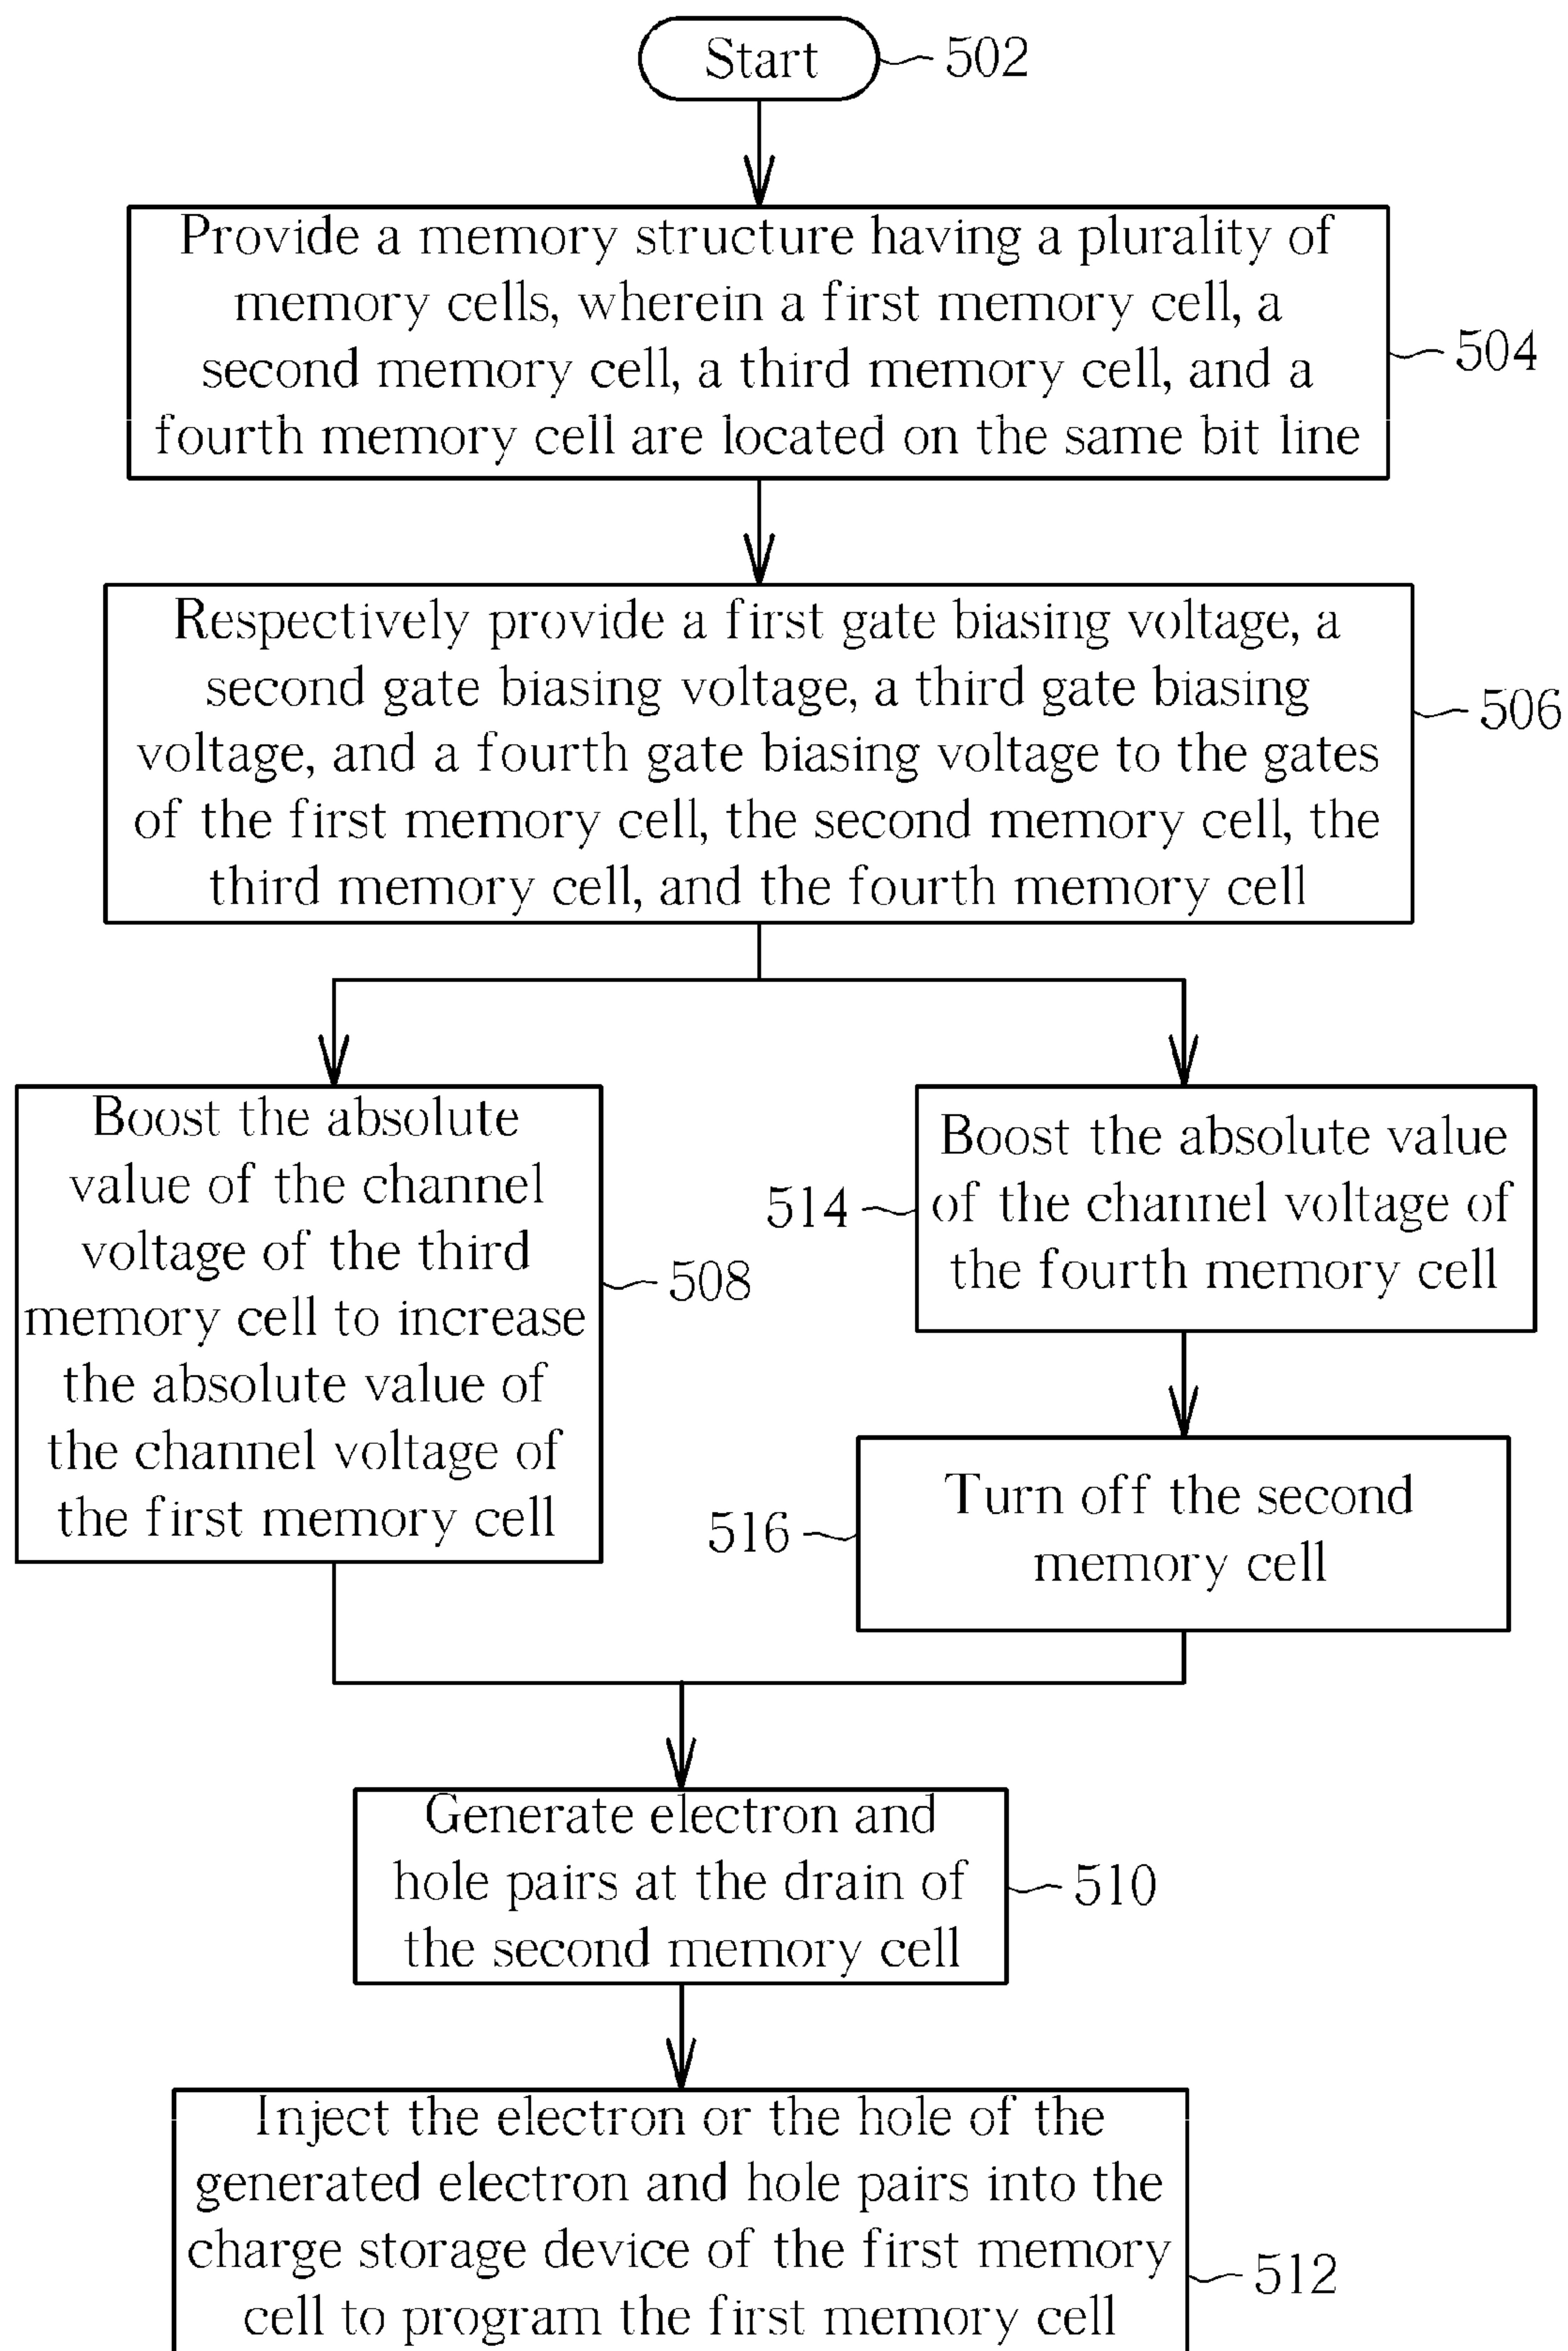 Start
502
Provide a memory structure having a plurality of
memory cells, wherein a first memory cell, a
second memory cell, a third memory cell, and a
fourth memory cell are located on the same bit line
504
Respectively provide a first gate biasing voltage, a
second gate biasing voltage, a third gate biasing
voltage, and a fourth gate biasing voltage to the gates
of the first memory cell, the second memory cell, the
third memory cell, and the fourth memory cell
506
Boost the absolute
value of the channel
voltage of the third
memory cell to increase
the absolute value of
the channel voltage of
the first memory cell
508
Boost the absolute value
of the channel voltage of
the fourth memory cell
514
Turn off the second
memory cell
516
Generate electron and
hole pairs at the drain of
the second memory cell
510
Inject the electron or the hole of the
generated electron and hole pairs into the
charge storage device of the first memory
cell to program the first memory cell
512